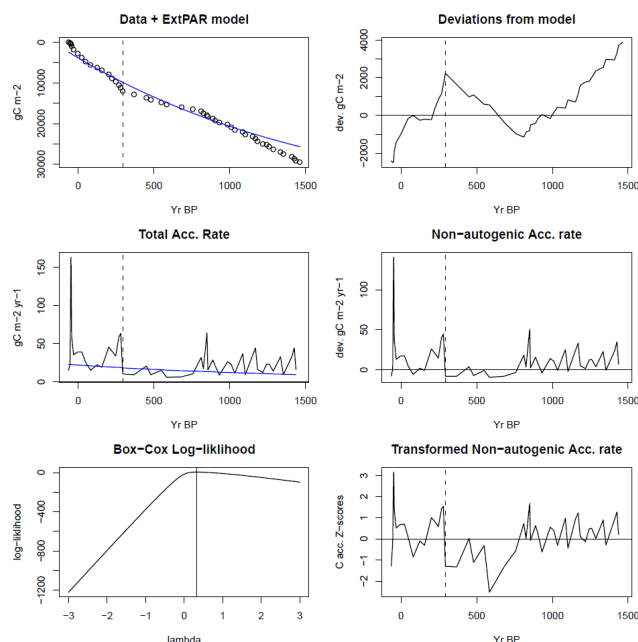 Data + ExtPAR model
Deviations from model
gC m−2
0
10000
20000
30000
0
500
1000
1500
Yr BP
dev. gC m−2
4000
2000
0
−2000
0
500
1000
1500
Yr BP
Total Acc. Rate
Non−autogenic Acc. rate
gC m−2 yr−1
150
100
50
0
0
500
1000
1500
Yr BP
dev. gC m−2 yr−1
100
50
0
0
500
1000
1500
Yr BP
Box−Cox Log−liklihood
Transformed Non−autogenic Acc. rate
log−liklihood
0
−400
−800
−1200
−3
−2
−1
0
1
2
3
lambda
C acc. Z−scores
3
2
1
0
−1
−2
0
500
1000
1500
Yr BP